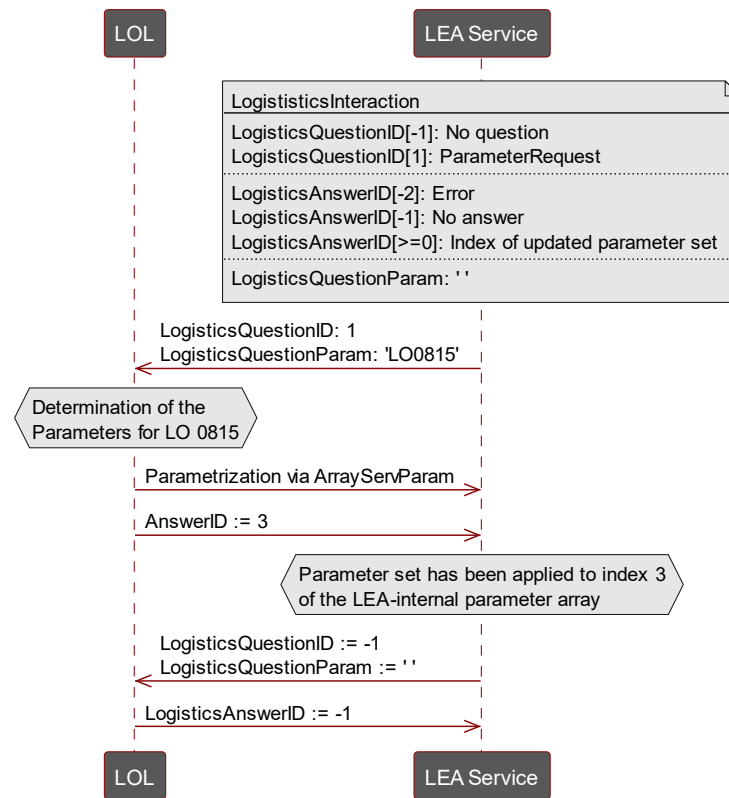 LOL
LEA Service
LogististicsInteraction
LogisticsQuestionID[-1]: No question
LogisticsQuestionID[1]: ParameterRequest
LogisticsAnswerID[-2]: Error
LogisticsAnswerID[-1]: No answer
LogisticsAnswerID[>=0]: Index of updated parameter set
LogisticsQuestionParam: ' '
LogisticsQuestionID: 1
LogisticsQuestionParam: 'LO0815'
Determination of the
Parameters for LO 0815
Parametrization via ArrayServParam
AnswerID := 3
Parameter set has been applied to index 3
of the LEA-internal parameter array
LogisticsQuestionID := -1
LogisticsQuestionParam := ' '
LogisticsAnswerID := -1
LOL
LEA Service